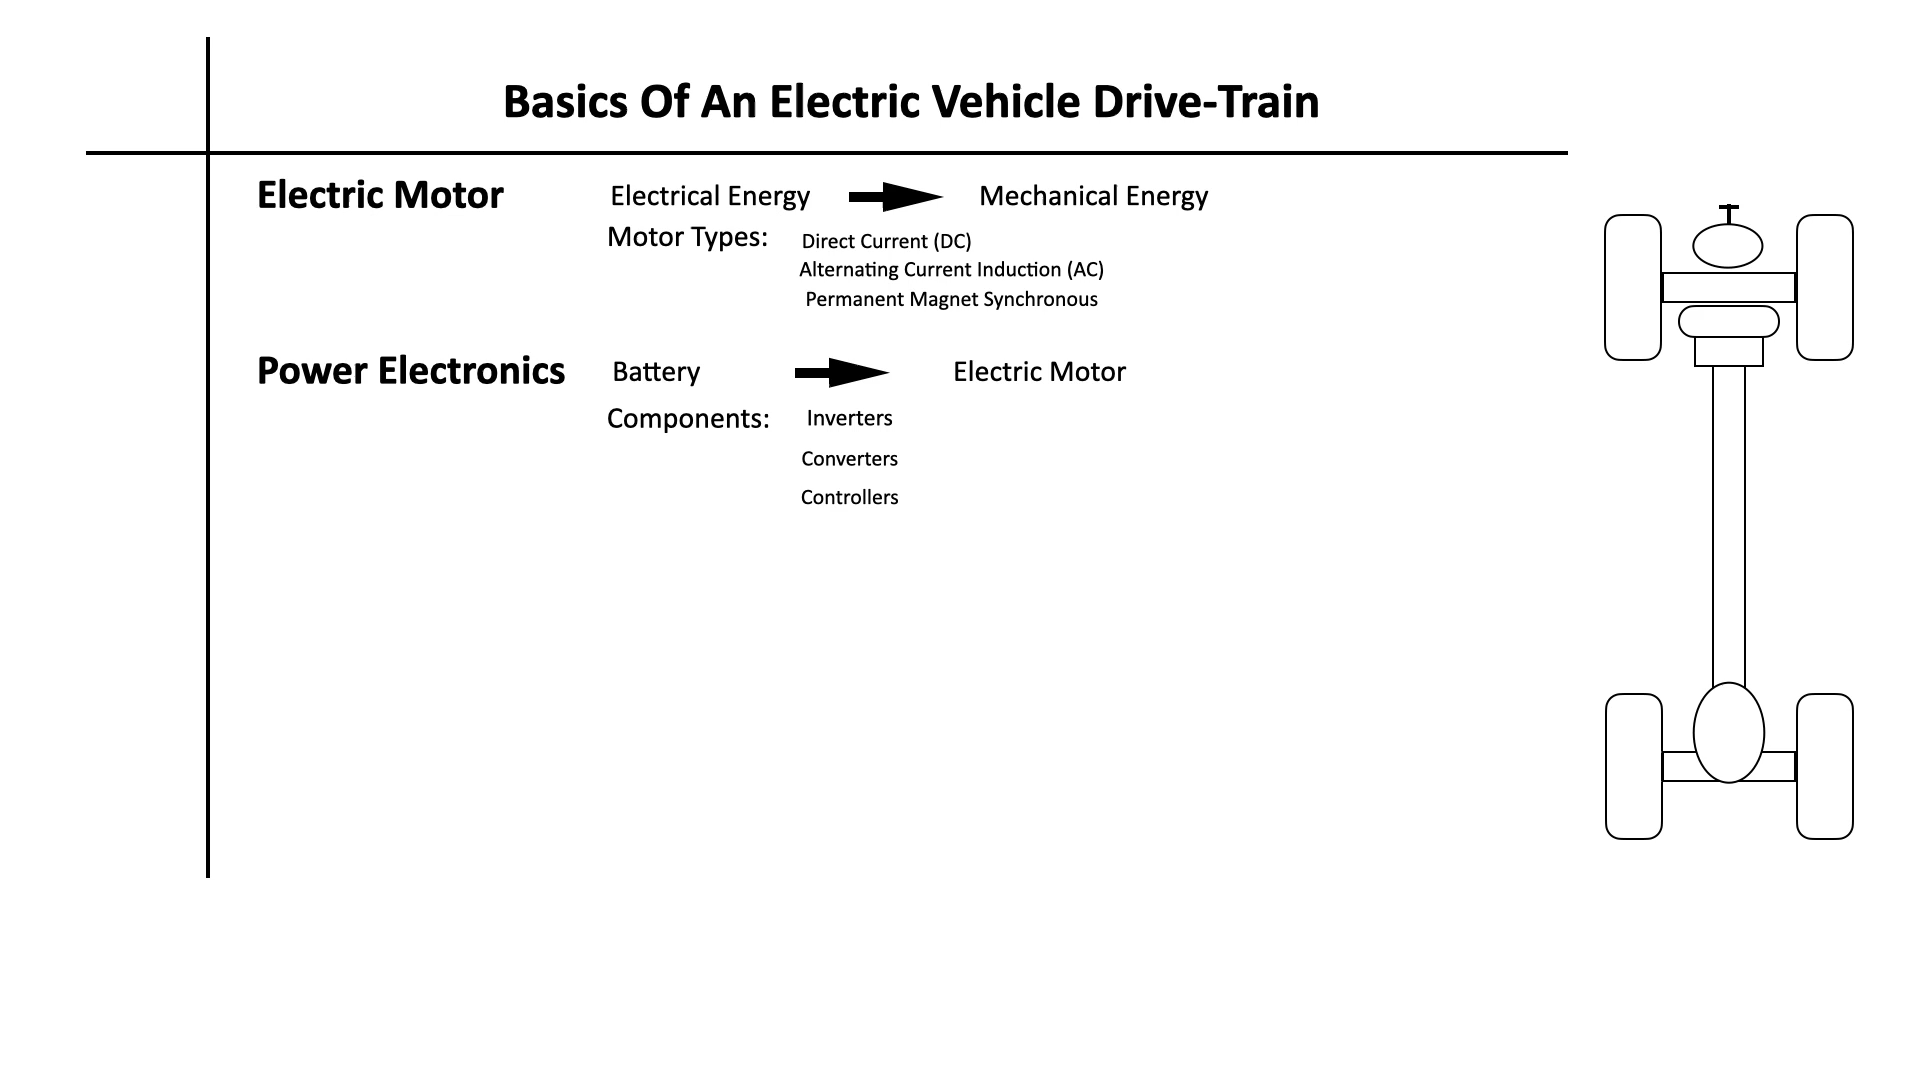 Basics Of An Electric Vehicle Drive-Train
Electric Motor
Electrical Energy
Mechanical Energy
Motor Types:
Direct Current (DC)
Alternating Current Induction (AC)
Permanent Magnet Synchronous
Power Electronics
Battery
Electric Motor
Components:
Inverters
Converters
Controllers